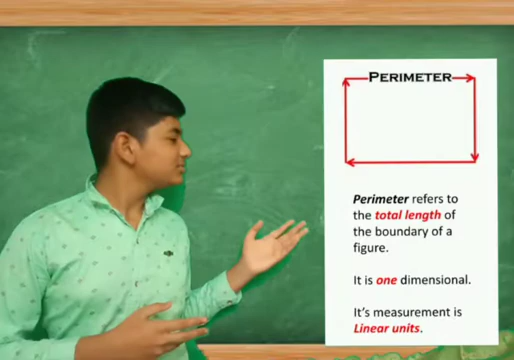 PERIMETER
Perimeter refers to
the total length of
the boundary of a
figure.
It is one dimensional.
It's measurement is
Linear units.